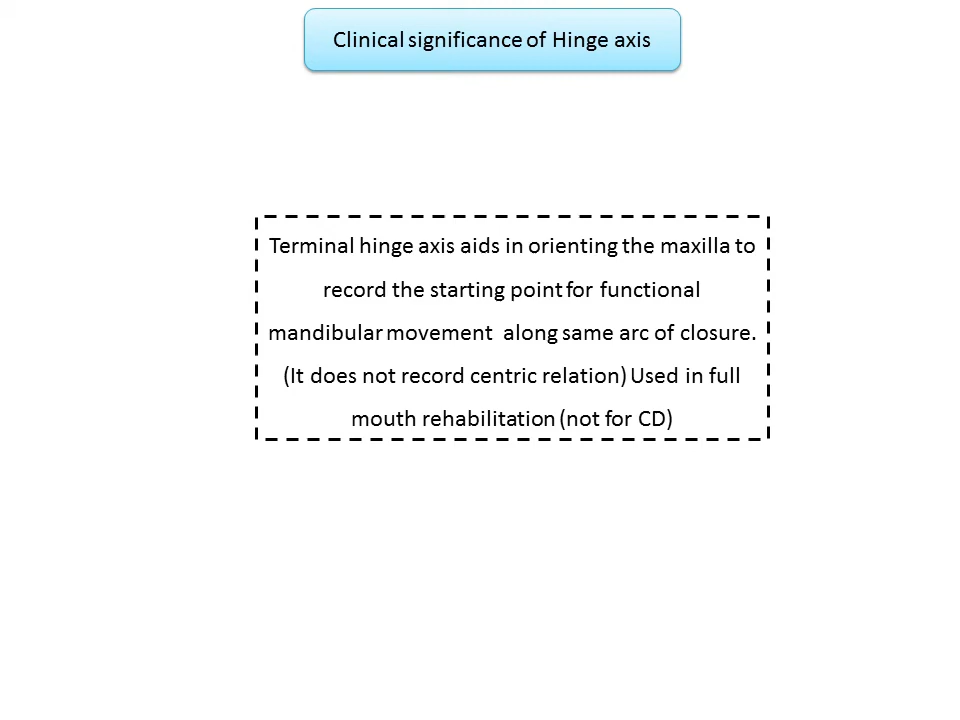 Clinical significance of Hinge axis
Terminal hinge axis aids in orienting the maxilla to
record the starting point for functional
mandibular movement along same arc of closure.
(It does not record centric relation) Used in full
mouth rehabilitation (not for CD)